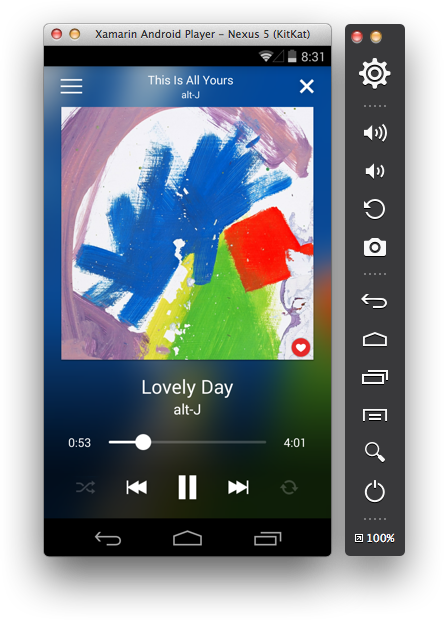 Xamarin Android Player - Nexus 5 (KitKat)
8:31
This Is All Yours
alt-J
Lovely Day
alt-J
0:53
4:01
100%